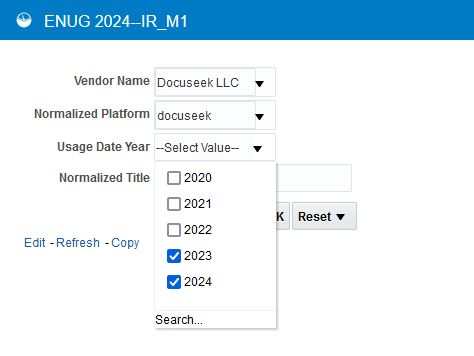 ENUG 2024--IR_M1
Vendor Name Docuseek LLC
Normalized Platform docuseek
Usage Date Year --Select Value--
Normalized Title
2020
2021
2022
2023
2024
Search...
K Reset
Edit - Refresh - Copy